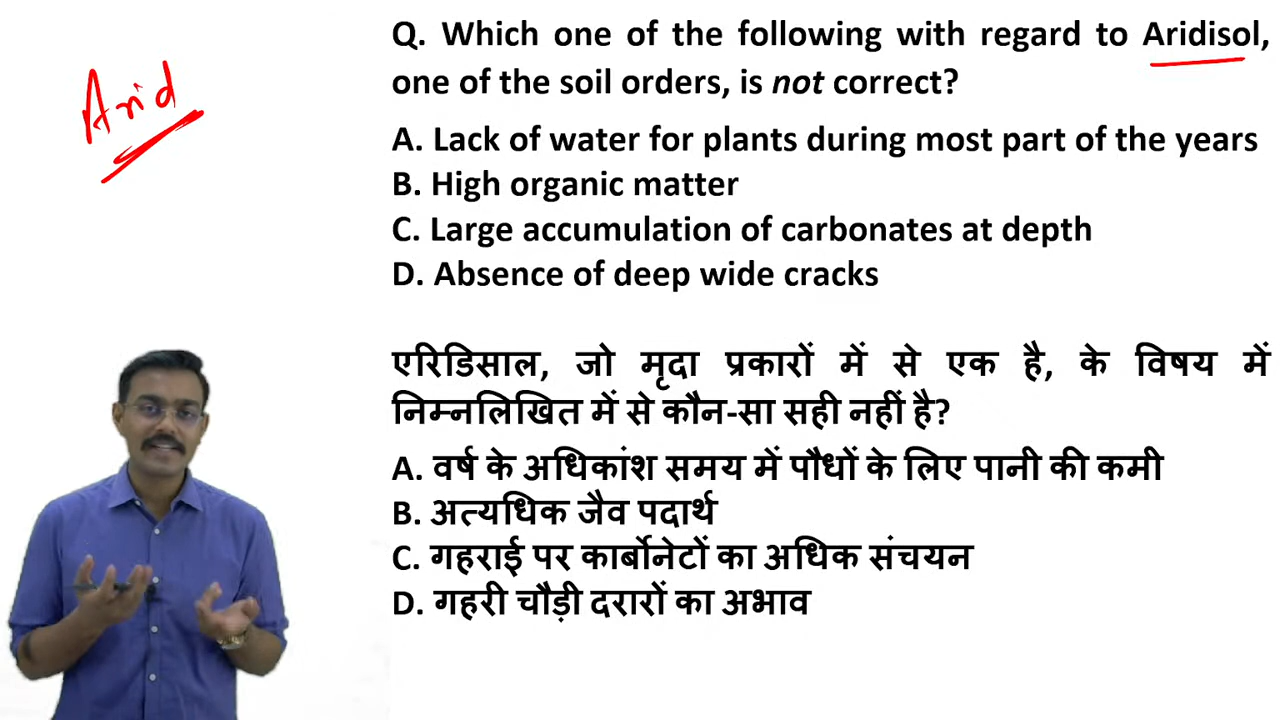 Arid
Q. Which one of the following with regard to Aridisol,
one of the soil orders, is not correct?
A. Lack of water for plants during most part of the years
B. High organic matter
C. Large accumulation of carbonates at depth
D. Absence of deep wide cracks
एरिडिसाल, जो मृदा प्रकारों में से एक है, के विषय में
निम्नलिखित में से कौन-सा सही नहीं है?
A. वर्ष के अधिकांश समय में पौधों के लिए पानी की कमी
B. अत्यधिक जैव पदार्थ
C. गहराई पर कार्बोनेटों का अधिक संचयन
D. गहरी चौड़ी दरारों का अभाव